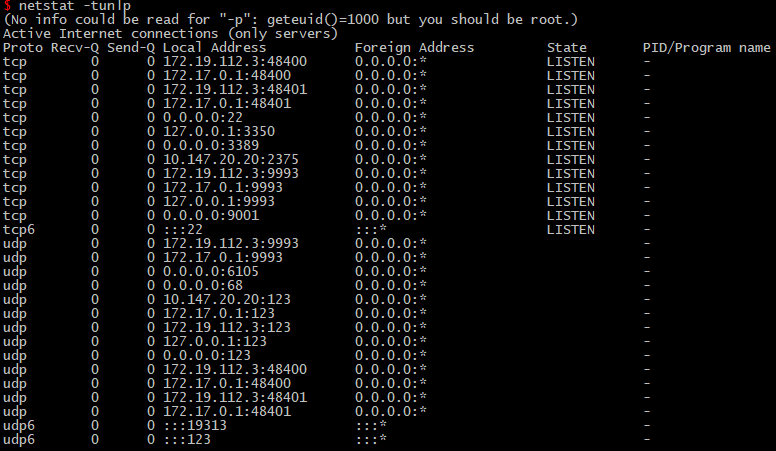 $ netstat -tunlp
(No info could be read for "-p": geteuid()=1000 but you should be root.)
Active Internet connections (only servers)
Proto Recv-Q Send-Q Local Address           Foreign Address         State       PID/Program name
tcp        0      0 172.19.112.3:48400      0.0.0.0:*               LISTEN      -
tcp        0      0 172.17.0.1:48400        0.0.0.0:*               LISTEN      -
tcp        0      0 172.19.112.3:48401      0.0.0.0:*               LISTEN      -
tcp        0      0 172.17.0.1:48401        0.0.0.0:*               LISTEN      -
tcp        0      0 0.0.0.0:22              0.0.0.0:*               LISTEN      -
tcp        0      0 127.0.0.1:3350          0.0.0.0:*               LISTEN      -
tcp        0      0 0.0.0.0:3389            0.0.0.0:*               LISTEN      -
tcp        0      0 10.147.20.20:2375       0.0.0.0:*               LISTEN      -
tcp        0      0 172.19.112.3:9993       0.0.0.0:*               LISTEN      -
tcp        0      0 172.17.0.1:9993         0.0.0.0:*               LISTEN      -
tcp        0      0 127.0.0.1:9993          0.0.0.0:*               LISTEN      -
tcp        0      0 0.0.0.0:9001            0.0.0.0:*               LISTEN      -
tcp6       0      0 :::22                   :::*                    LISTEN      -
udp        0      0 172.19.112.3:9993       0.0.0.0:*                           -
udp        0      0 172.17.0.1:9993         0.0.0.0:*                           -
udp        0      0 0.0.0.0:6105            0.0.0.0:*                           -
udp        0      0 0.0.0.0:68              0.0.0.0:*                           -
udp        0      0 10.147.20.20:123        0.0.0.0:*                           -
udp        0      0 172.17.0.1:123          0.0.0.0:*                           -
udp        0      0 172.19.112.3:123        0.0.0.0:*                           -
udp        0      0 127.0.0.1:123           0.0.0.0:*                           -
udp        0      0 0.0.0.0:123             0.0.0.0:*                           -
udp        0      0 172.19.112.3:48400      0.0.0.0:*                           -
udp        0      0 172.17.0.1:48400        0.0.0.0:*                           -
udp        0      0 172.19.112.3:48401      0.0.0.0:*                           -
udp        0      0 172.17.0.1:48401        0.0.0.0:*                           -
udp6       0      0 :::19313                :::*                                -
udp6       0      0 :::123                  :::*                                -